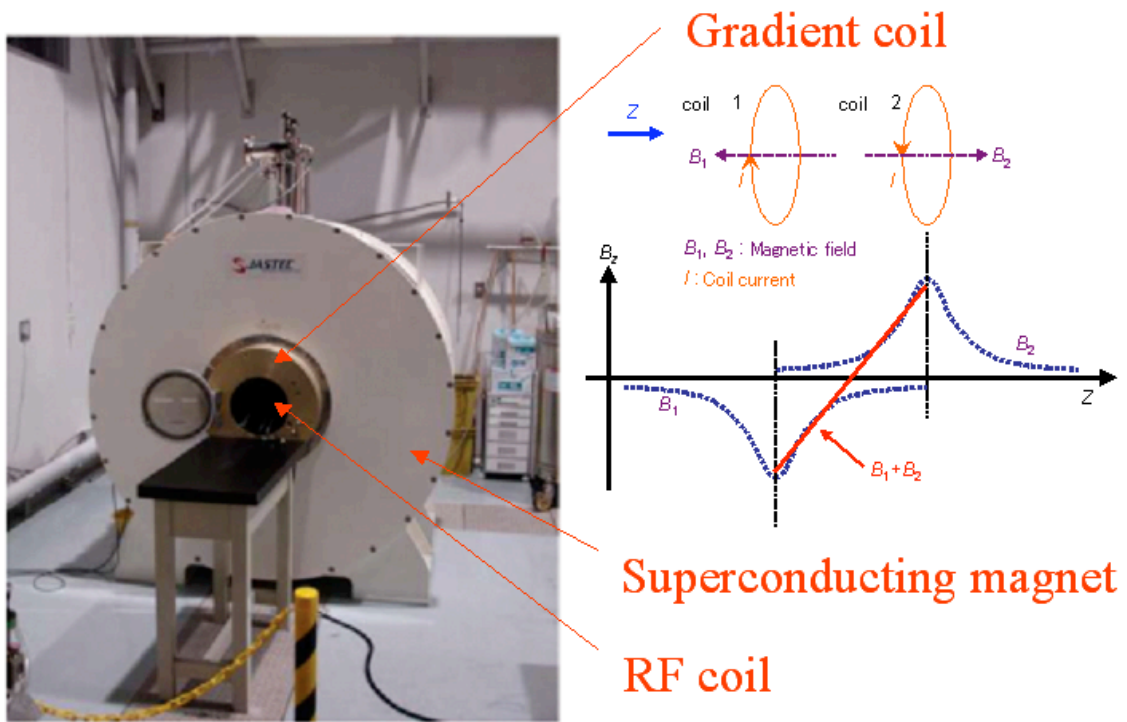 Gradient coil
coil 1
coil 2
Z
B₁
B₂
I
I
B₁, B₂ : Magnetic field
I : Coil current
B_z
JASTEC
B₂
B₁
Z
B₁+B₂
Superconducting magnet
RF coil